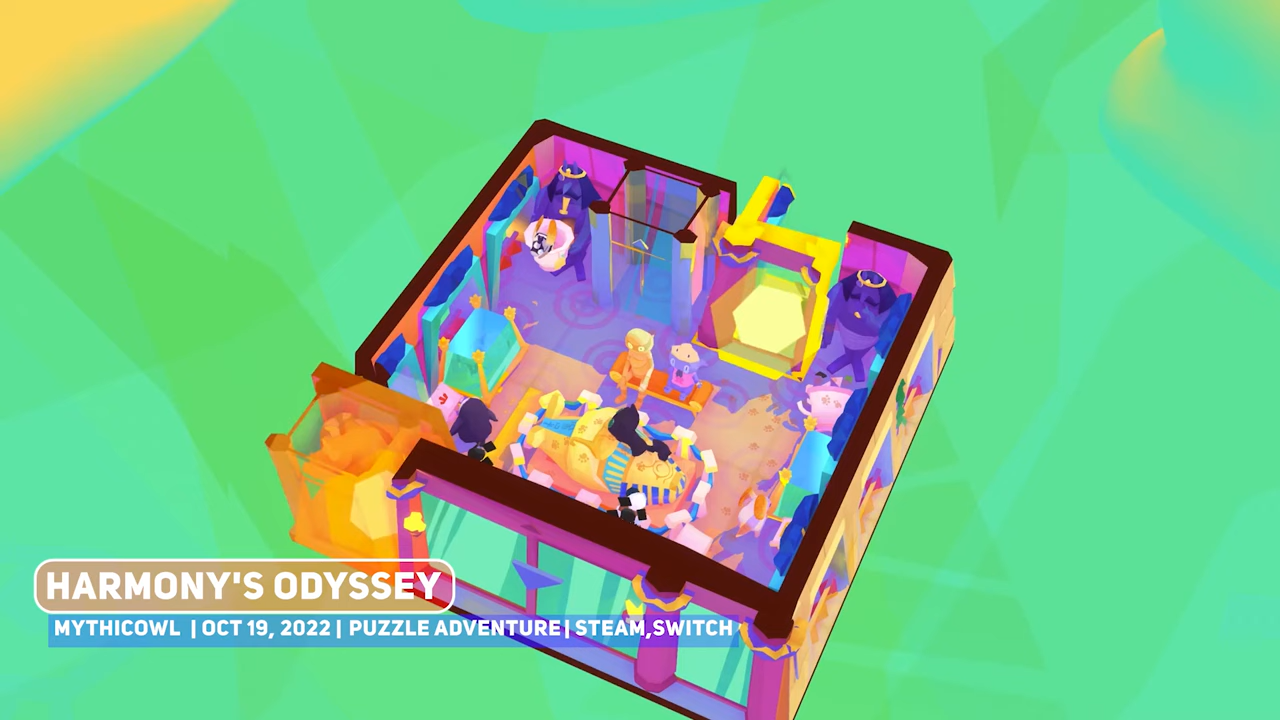 HARMONY'S ODYSSEY
MYTHICOWL | OCT 19, 2022 | PUZZLE ADVENTURE | STEAM,SWITCH